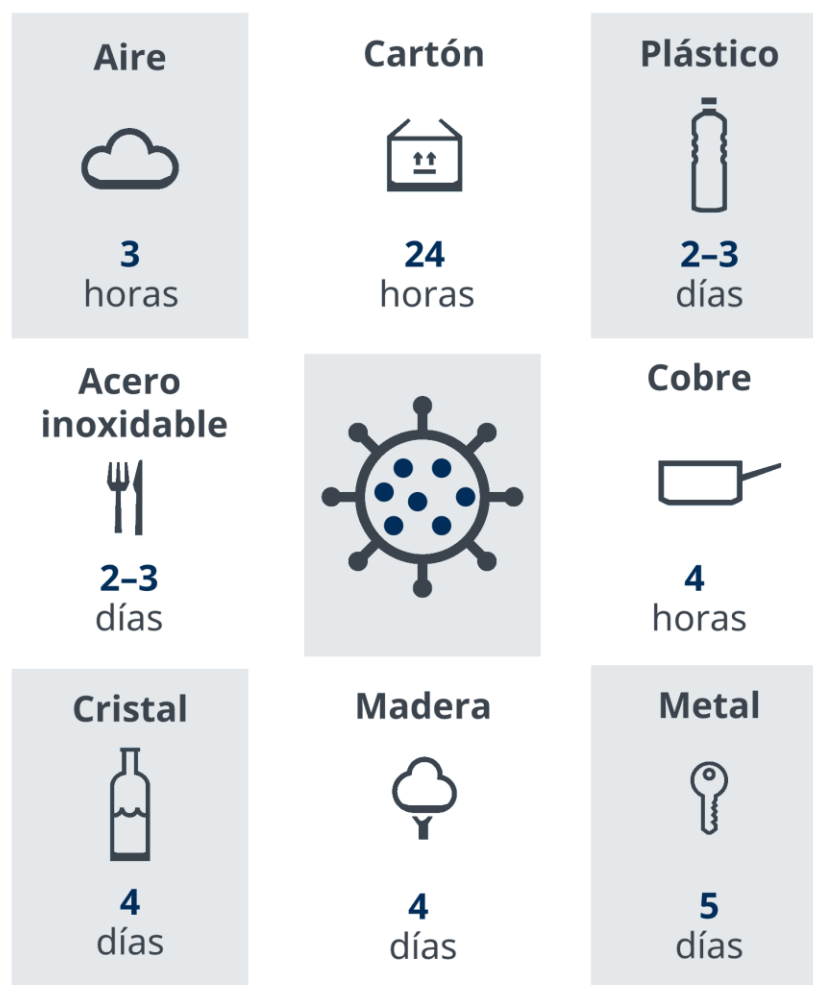 Aire
3
horas
Cartón
24
horas
Plástico
2–3
días
Acero
inoxidable
2–3
días
Cobre
4
horas
Cristal
4
días
Madera
4
días
Metal
5
días